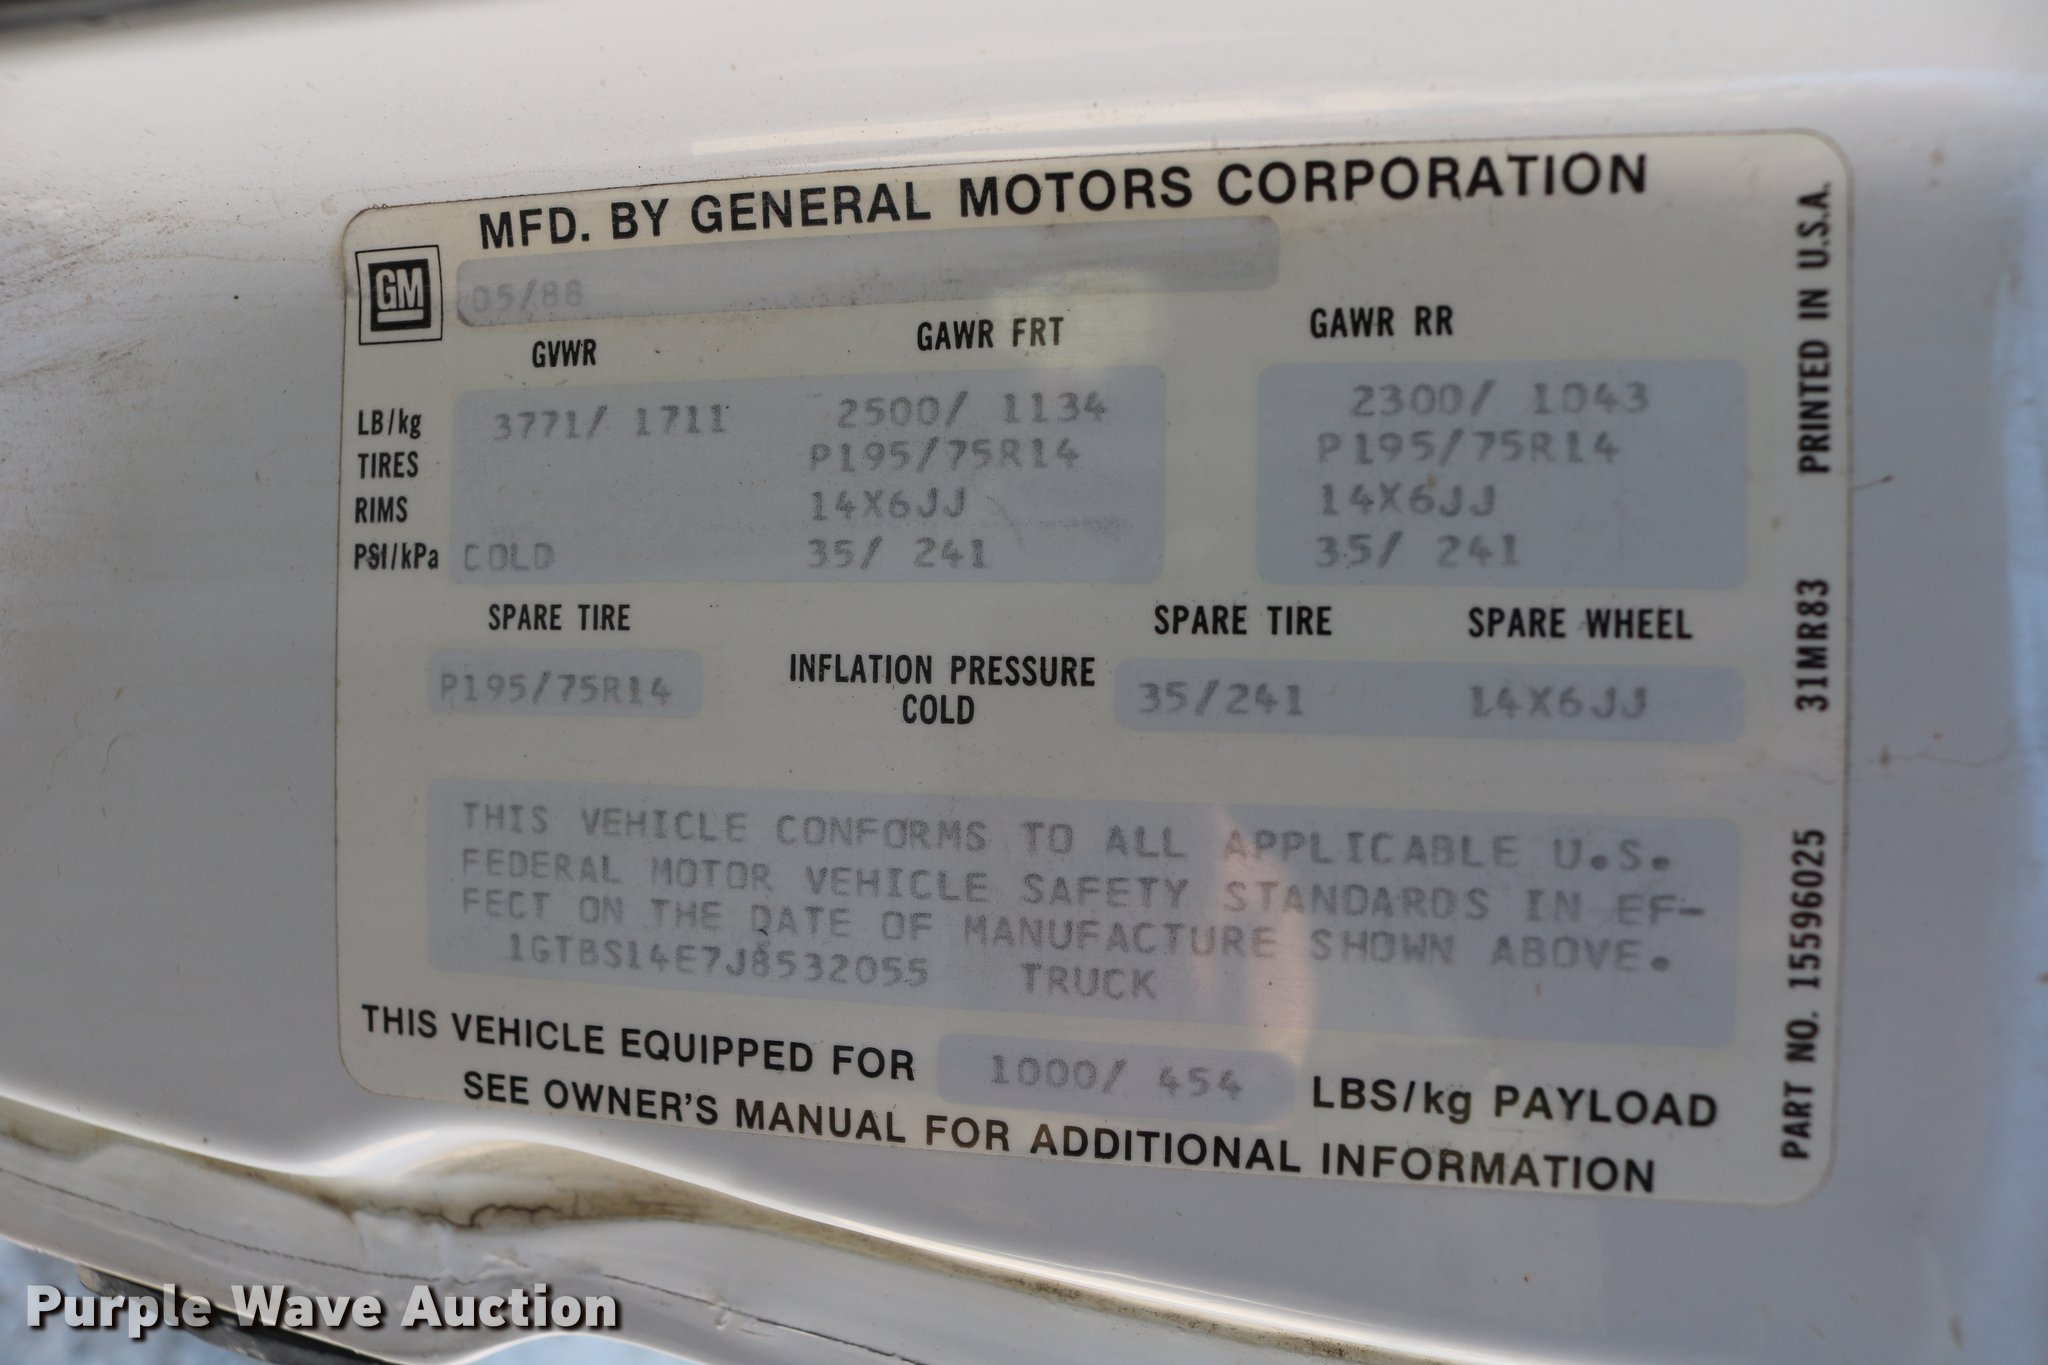 MFD. BY GENERAL MOTORS CORPORATION
GM
05/88
GVWR GAWR FRT GAWR RR
LB/kg 3771/ 1711 2500/ 1134 2300/ 1043
TIRES P195/75R14 P195/75R14
RIMS 14X6JJ 14X6JJ
PSI/kPa COLD 35/ 241 35/ 241
SPARE TIRE SPARE TIRE SPARE WHEEL
P195/75R14 INFLATION PRESSURE COLD 35/241 14X6JJ
THIS VEHICLE CONFORMS TO ALL APPLICABLE U.S.
FEDERAL MOTOR VEHICLE SAFETY STANDARDS IN EF-
FECT ON THE DATE OF MANUFACTURE SHOWN ABOVE.
1GTBS14E7J8532055 TRUCK
THIS VEHICLE EQUIPPED FOR 1000/ 454 LBS/kg PAYLOAD
SEE OWNER'S MANUAL FOR ADDITIONAL INFORMATION
PART NO. 15596025 31MR83 PRINTED IN U.S.A.
Purple Wave Auction